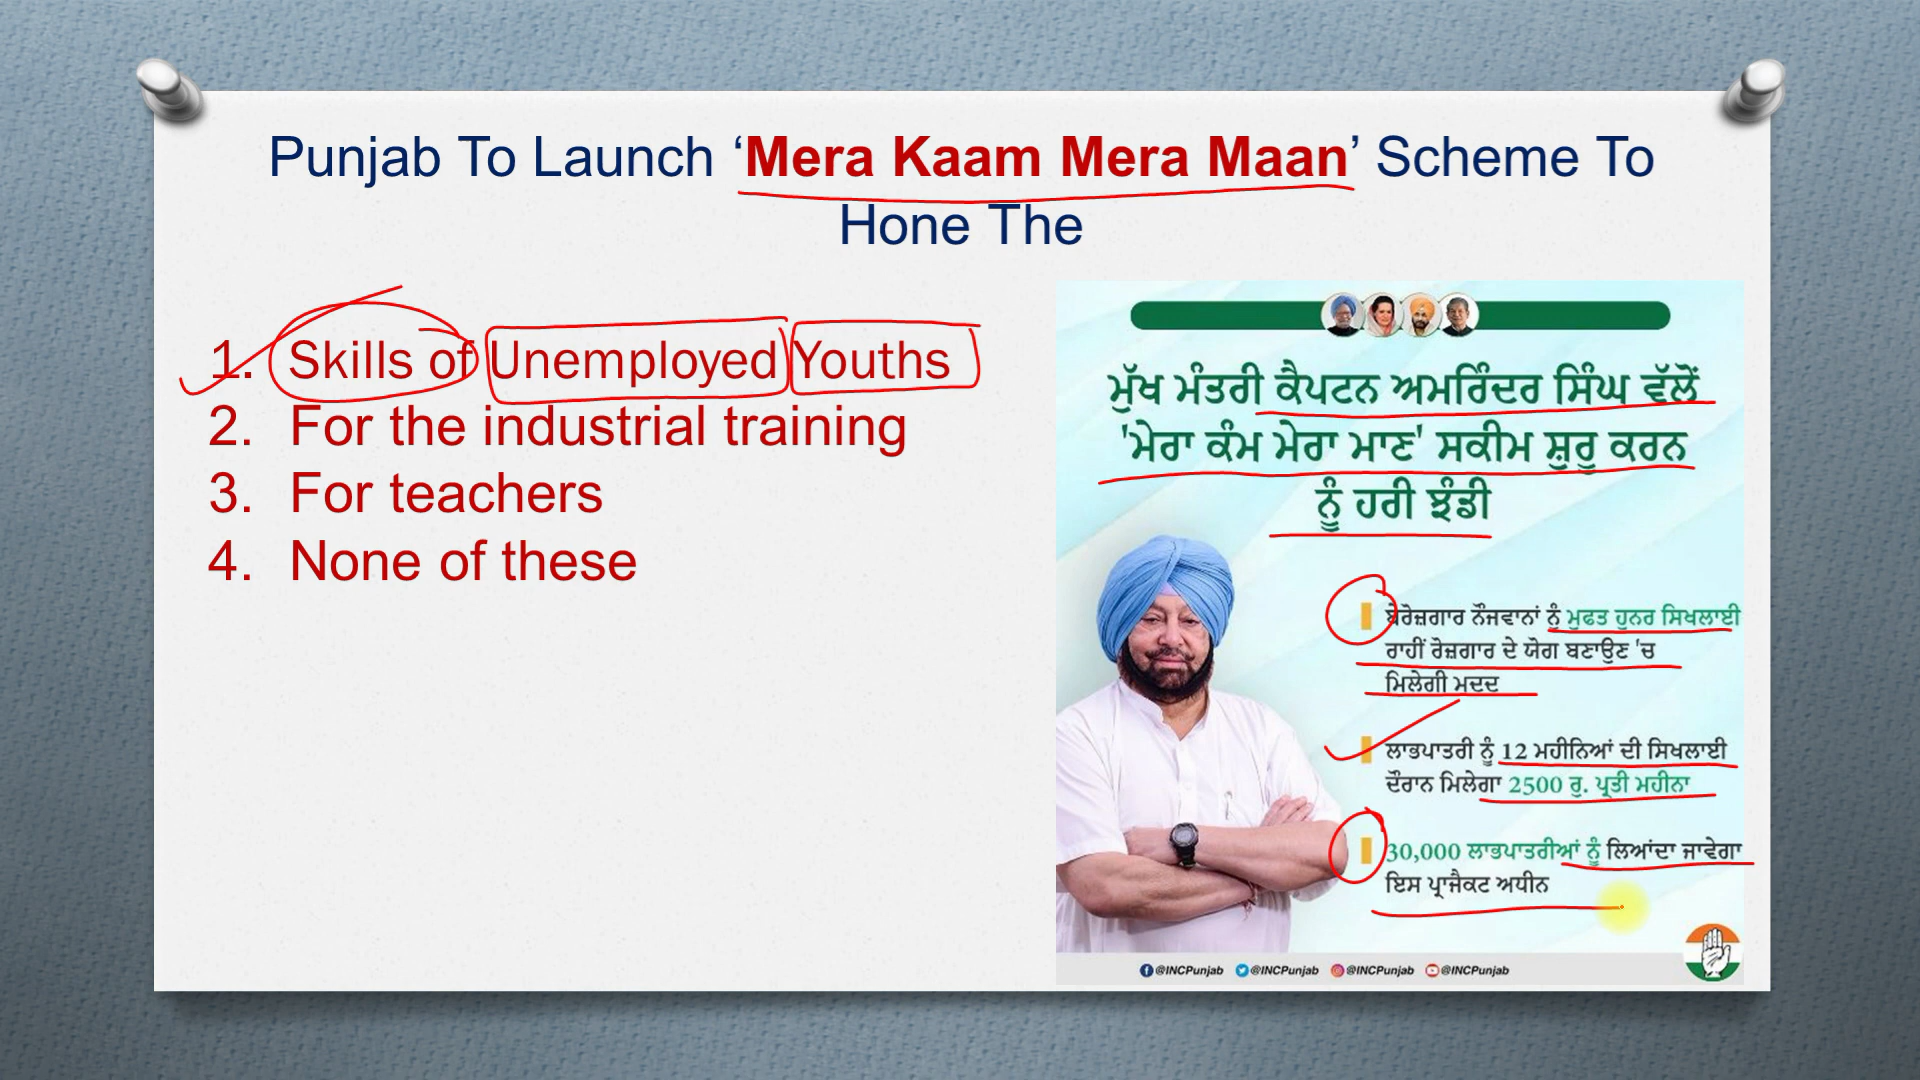 Punjab To Launch ‘Mera Kaam Mera Maan’ Scheme To
Hone The
1. Skills of Unemployed Youths
2. For the industrial training
3. For teachers
4. None of these
ਮੁੱਖ ਮੰਤਰੀ ਕੈਪਟਨ ਅਮਰਿੰਦਰ ਸਿੰਘ ਵੱਲੋਂ
'ਮੇਰਾ ਕੰਮ ਮੇਰਾ ਮਾਣ' ਸਕੀਮ ਸ਼ੁਰੂ ਕਰਨ
ਨੂੰ ਹਰੀ ਝੰਡੀ
ਬੇਰੋਜ਼ਗਾਰ ਨੌਜਵਾਨਾਂ ਨੂੰ ਮੁਫਤ ਹੁਨਰ ਸਿਖਲਾਈ
ਰਾਹੀਂ ਰੋਜ਼ਗਾਰ ਦੇ ਯੋਗ ਬਣਾਉਣ 'ਚ
ਮਿਲੇਗੀ ਮਦਦ
ਲਾਭਪਾਤਰੀ ਨੂੰ 12 ਮਹੀਨਿਆਂ ਦੀ ਸਿਖਲਾਈ
ਦੌਰਾਨ ਮਿਲੇਗਾ 2500 ਰੁ. ਪ੍ਰਤੀ ਮਹੀਨਾ
30,000 ਲਾਭਪਾਤਰੀਆਂ ਨੂੰ ਲਿਆਂਦਾ ਜਾਵੇਗਾ
ਇਸ ਪ੍ਰਾਜੈਕਟ ਅਧੀਨ
@INCPunjab @INCPunjab @INCPunjab @INCPunjab